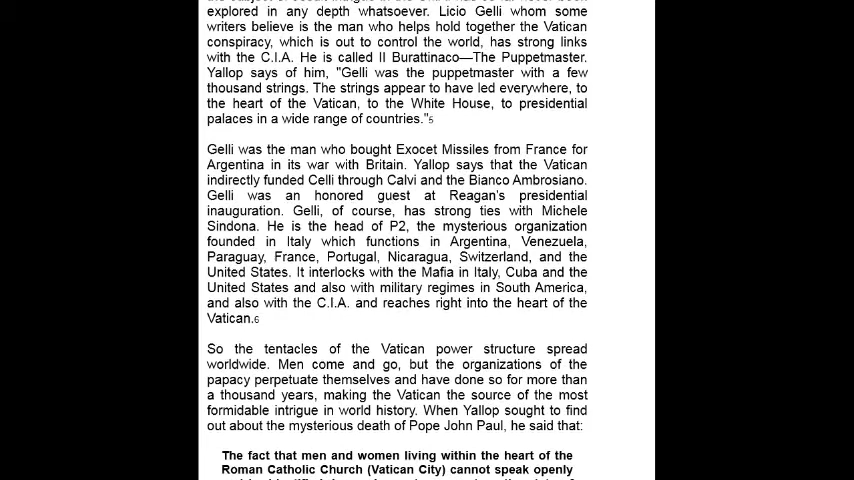 explored in any depth whatsoever. Licio Gelli whom some
writers believe is the man who helps hold together the Vatican
conspiracy, which is out to control the world, has strong links
with the C.I.A. He is called II Burattinaco—The Puppetmaster.
Yallop says of him, "Gelli was the puppetmaster with a few
thousand strings. The strings appear to have led everywhere, to
the heart of the Vatican, to the White House, to presidential
palaces in a wide range of countries."5
Gelli was the man who bought Exocet Missiles from France for
Argentina in its war with Britain. Yallop says that the Vatican
indirectly funded Celli through Calvi and the Bianco Ambrosiano.
Gelli was an honored guest at Reagan's presidential
inauguration. Gelli, of course, has strong ties with Michele
Sindona. He is the head of P2, the mysterious organization
founded in Italy which functions in Argentina, Venezuela,
Paraguay, France, Portugal, Nicaragua, Switzerland, and the
United States. It interlocks with the Mafia in Italy, Cuba and the
United States and also with military regimes in South America,
and also with the C.I.A. and reaches right into the heart of the
Vatican.6
So the tentacles of the Vatican power structure spread
worldwide. Men come and go, but the organizations of the
papacy perpetuate themselves and have done so for more than
a thousand years, making the Vatican the source of the most
formidable intrigue in world history. When Yallop sought to find
out about the mysterious death of Pope John Paul, he said that:
The fact that men and women living within the heart of the
Roman Catholic Church (Vatican City) cannot speak openly